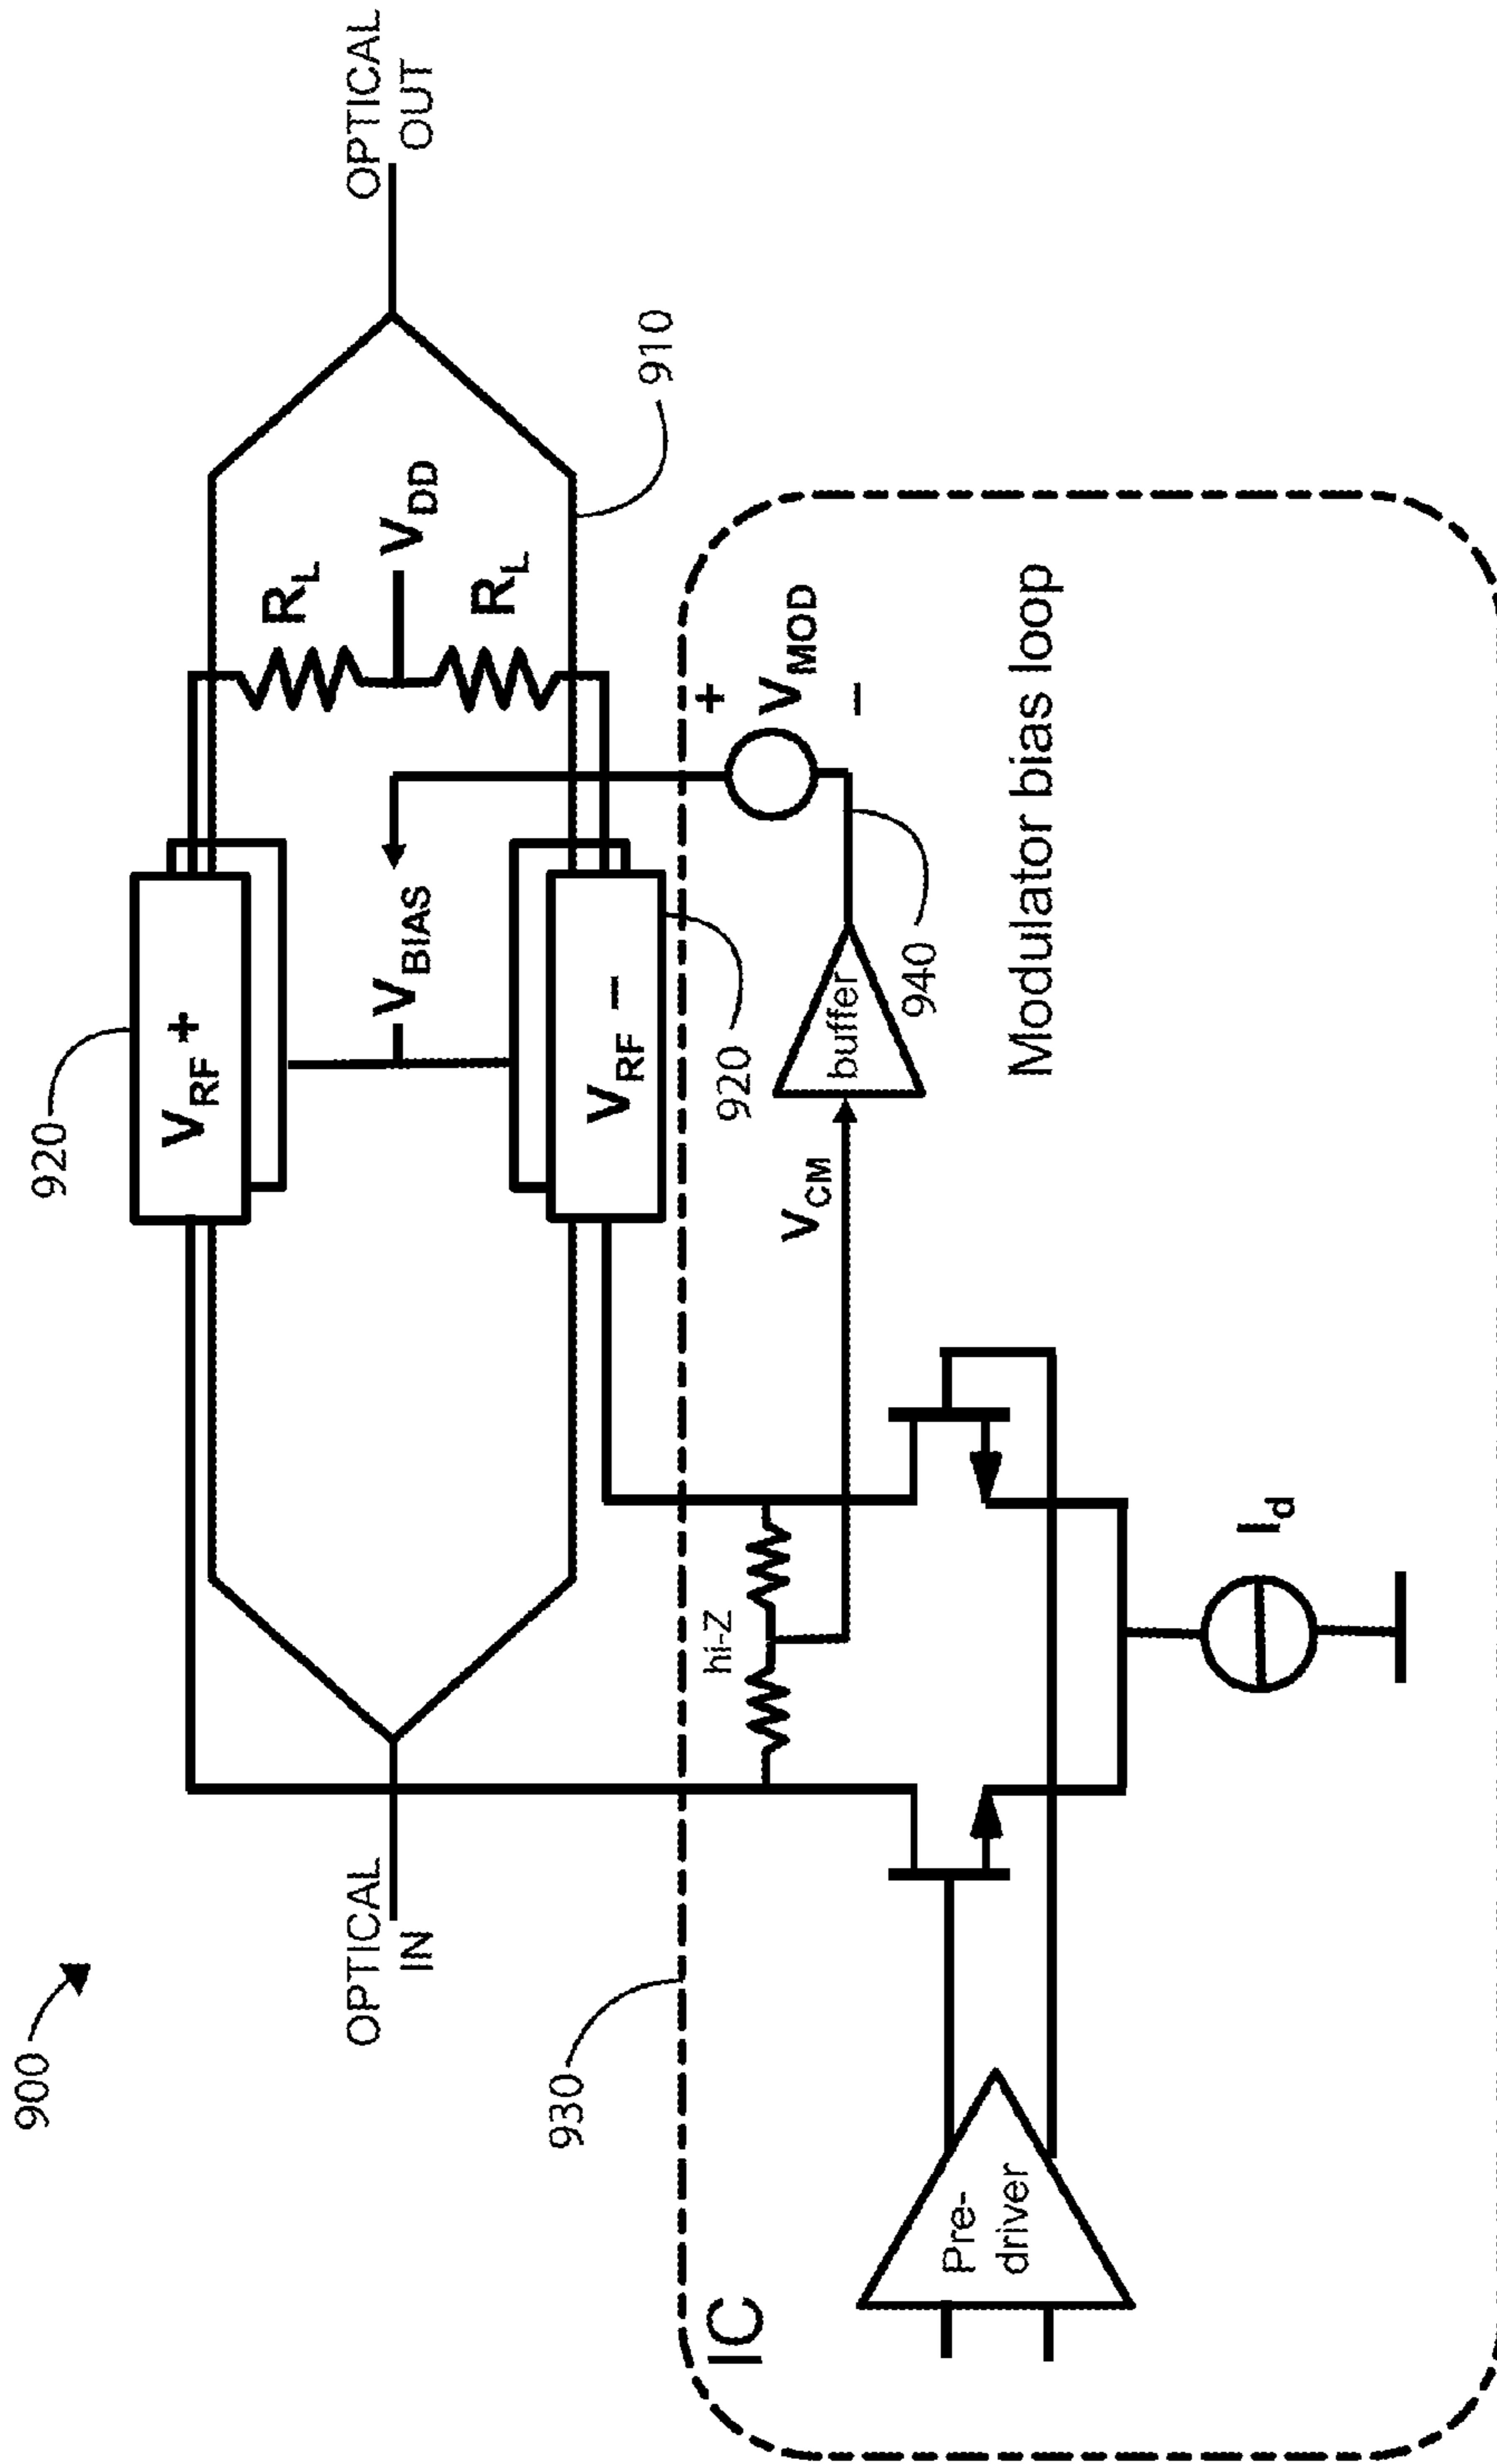 900
OPTICAL
IN
920
V_RF +
V_BIAS
V_RF −
920
R_L
V_DD
R_L
OPTICAL
OUT
910
930
IC
hi-Z
V_CM
buffer
940
+
V_MOD
−
Modulator bias loop
Pre-
driver
I_d